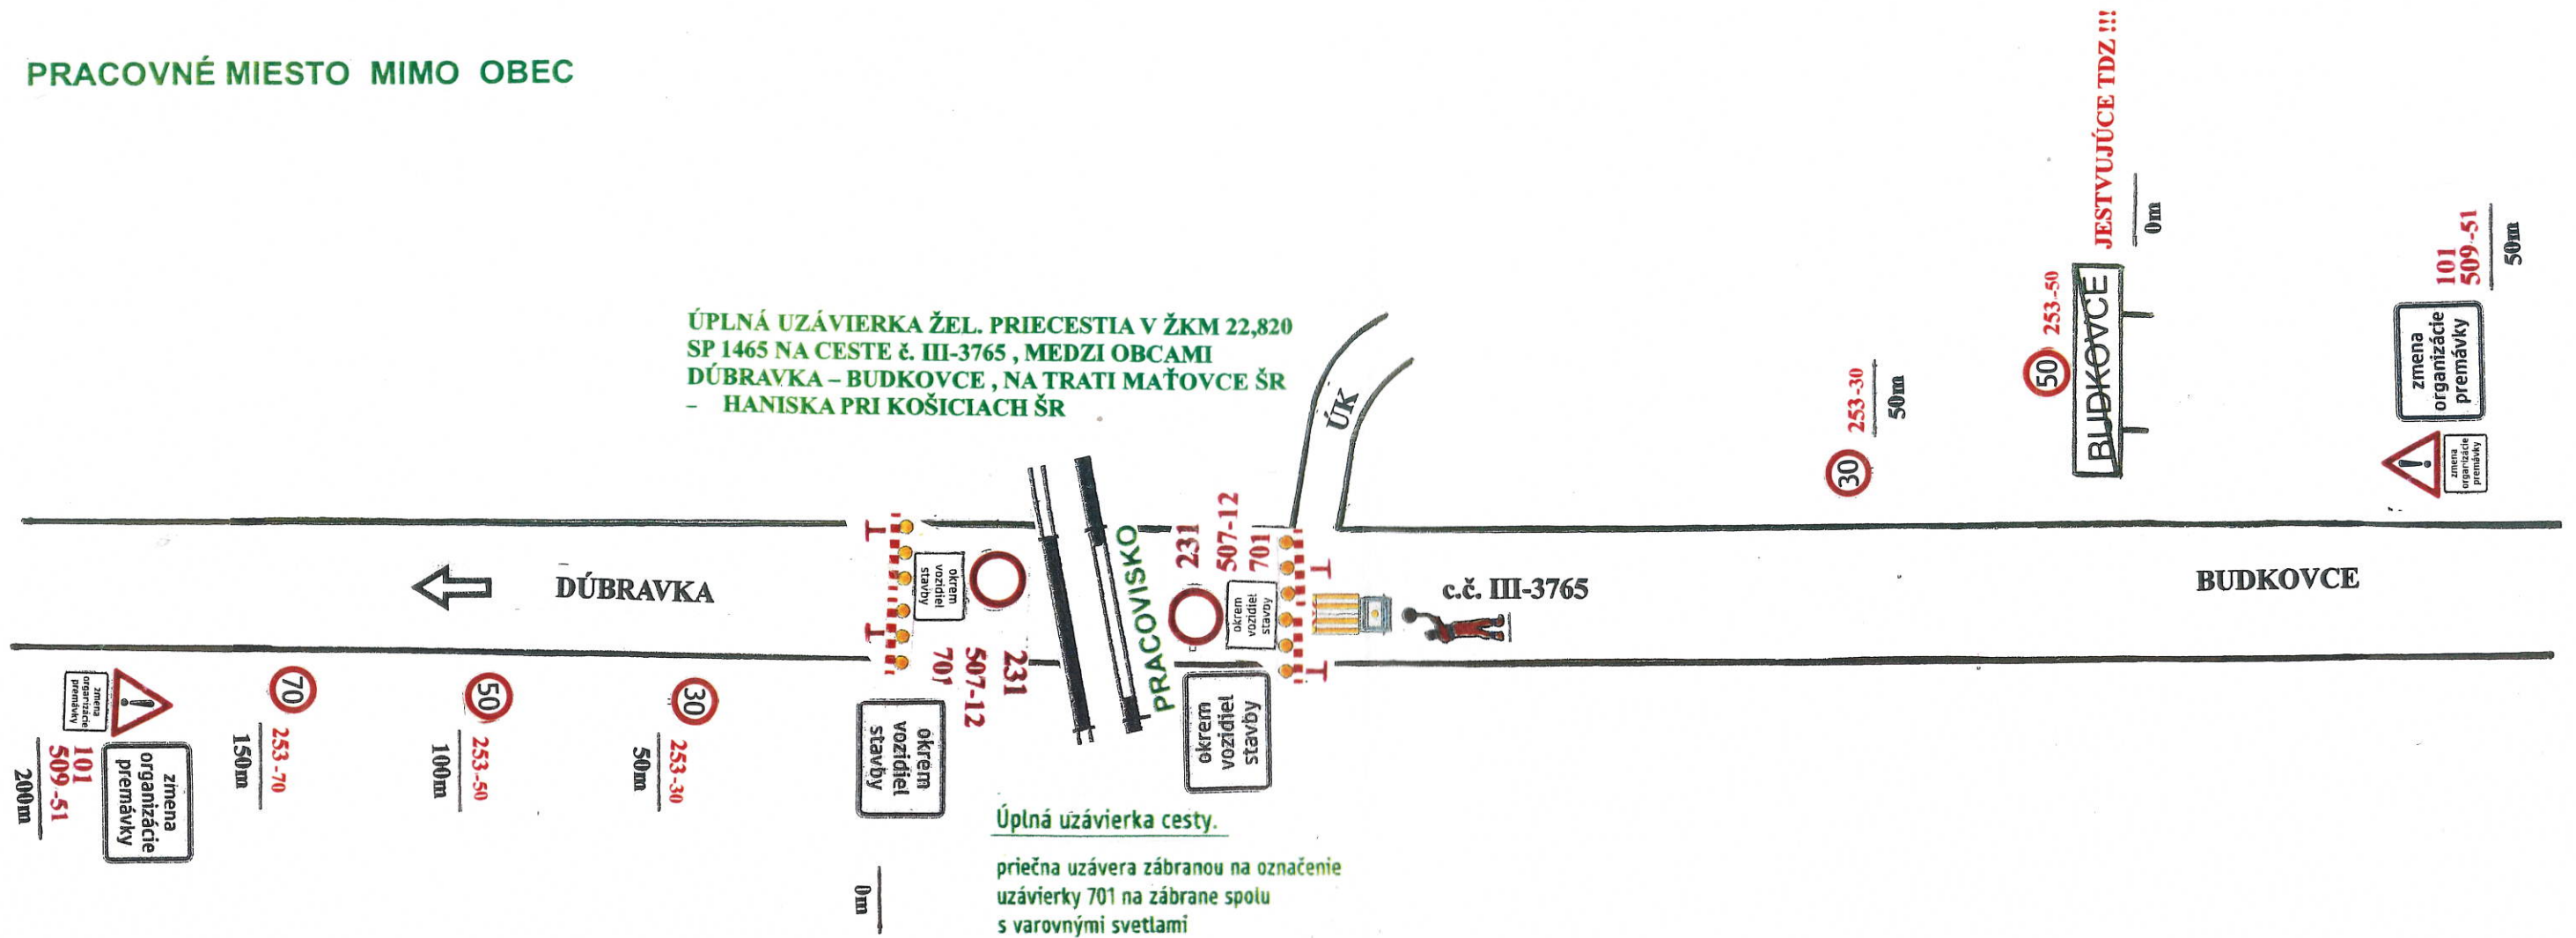 PRACOVNÉ MIESTO MIMO OBEC
ÚPLNÁ UZÁVIERKA ŽEL. PRIECESTIA V ŽKM 22,820
SP 1465 NA CESTE č. III-3765 , MEDZI OBCAMI
DÚBRAVKA – BUDKOVCE , NA TRATI MAŤOVCE ŠR
– HANISKA PRI KOŠICIACH ŠR
JESTVUJÚCE TDZ !!!
0m
253-50
50
BUDKOVCE
101
509-51
50m
zmena
organizácie
premávky
zmena
organizácie
premávky
253-30
50m
30
ÚK
DÚBRAVKA
okrem
vozidiel
stavby
701
507-12
231
PRACOVISKO
231
507-12
701
okrem
vozidiel
stavby
c.č. III-3765
BUDKOVCE
zmena
organizácie
premávky
101
509-51
200m
zmena
organizácie
premávky
70
253-70
150m
50
253-50
100m
30
253-30
50m
okrem
vozidiel
stavby
0m
okrem
vozidiel
stavby
Úplná uzávierka cesty.
priečna uzávera zábranou na označenie
uzávierky 701 na zábrane spolu
s varovnými svetlami